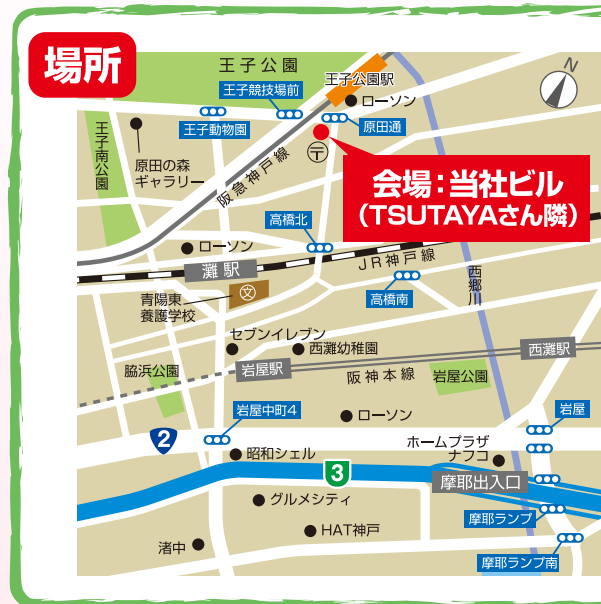 場所
王子公園
王子公園駅
王子競技場前
ローソン
王子動物園
原田通
王子南公園
原田の森
ギャラリー
〒
阪急神戸線
会場:当社ビル
(TSUTAYAさん隣)
N
高橋北
ローソン
灘駅
JR神戸線
西郷川
文
高橋南
青陽東
養護学校
セブンイレブン
西灘幼稚園
西灘駅
脇浜公園
岩屋駅
阪神本線
岩屋公園
岩屋中町4
ローソン
岩屋
2
昭和シェル
ホームプラザ
ナフコ
3
摩耶出入口
グルメシティ
摩耶ランプ
HAT神戸
渚中
摩耶ランプ南